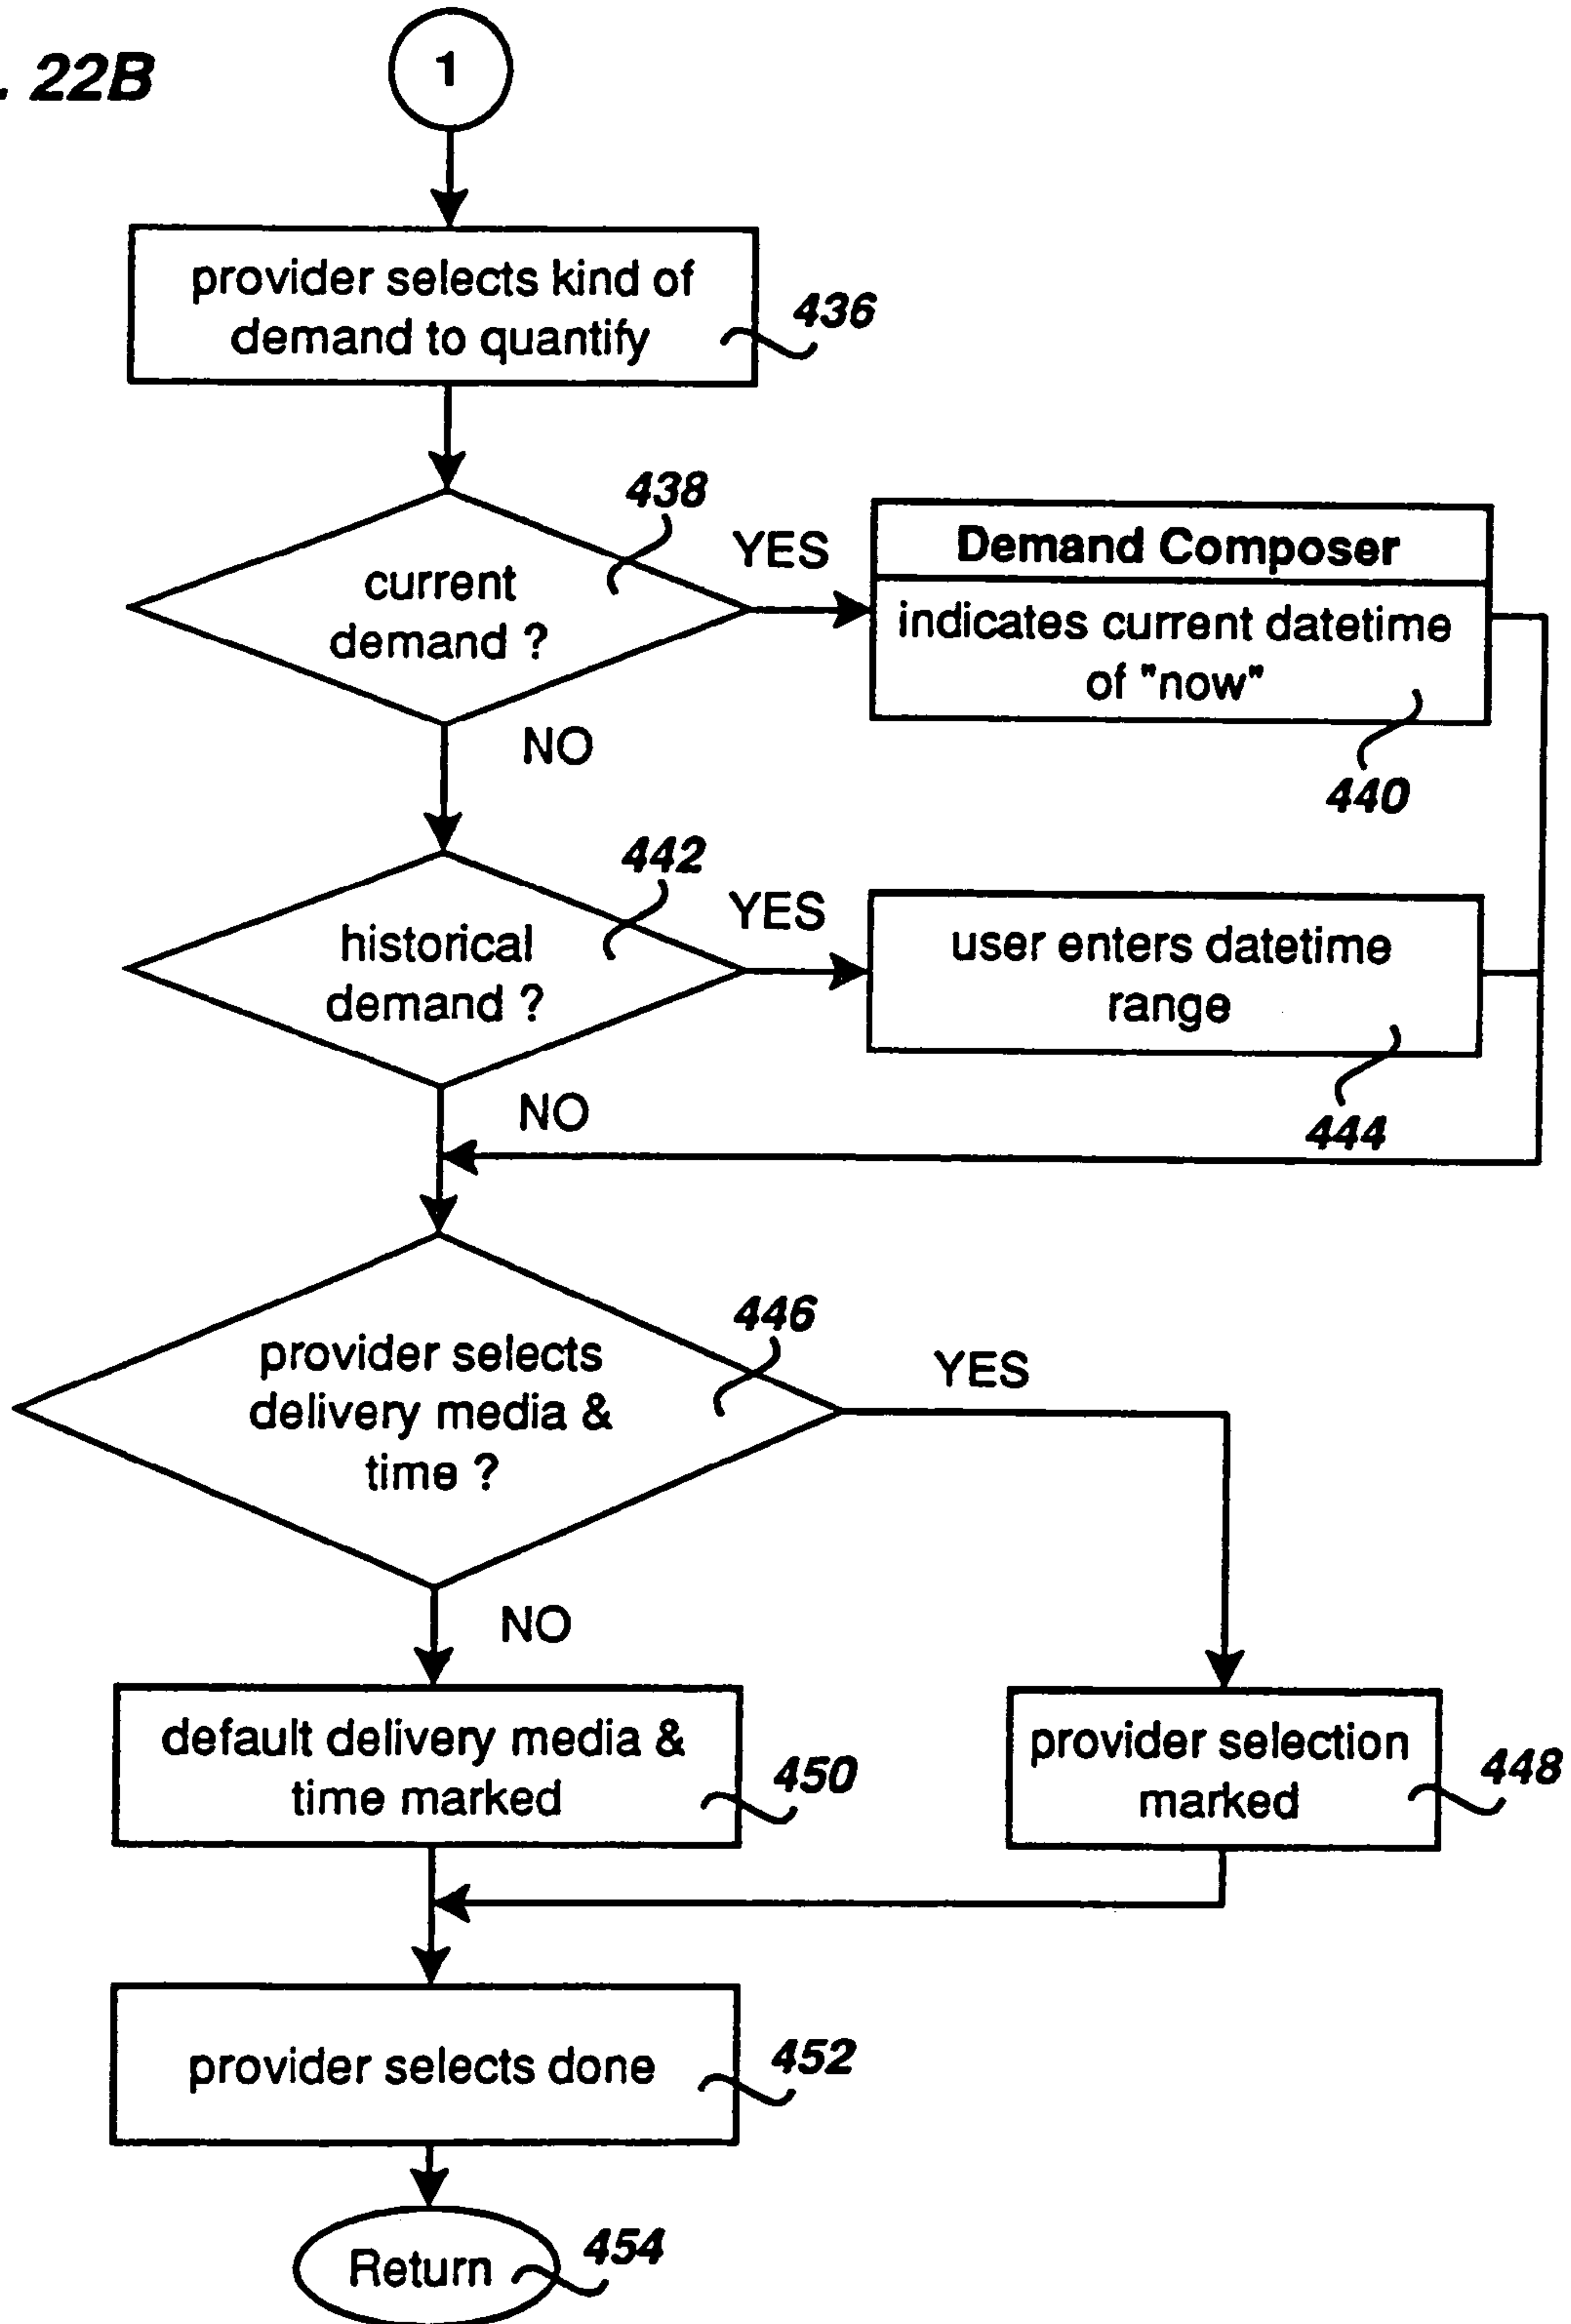 . 22B
1
provider selects kind of
demand to quantify
436
438
current
demand ?
YES
Demand Composer
indicates current datetime
of "now"
440
NO
442
historical
demand ?
YES
user enters datetime
range
444
NO
446
provider selects
delivery media &
time ?
YES
NO
default delivery media &
time marked
450
provider selection
marked
448
provider selects done
452
Return
454